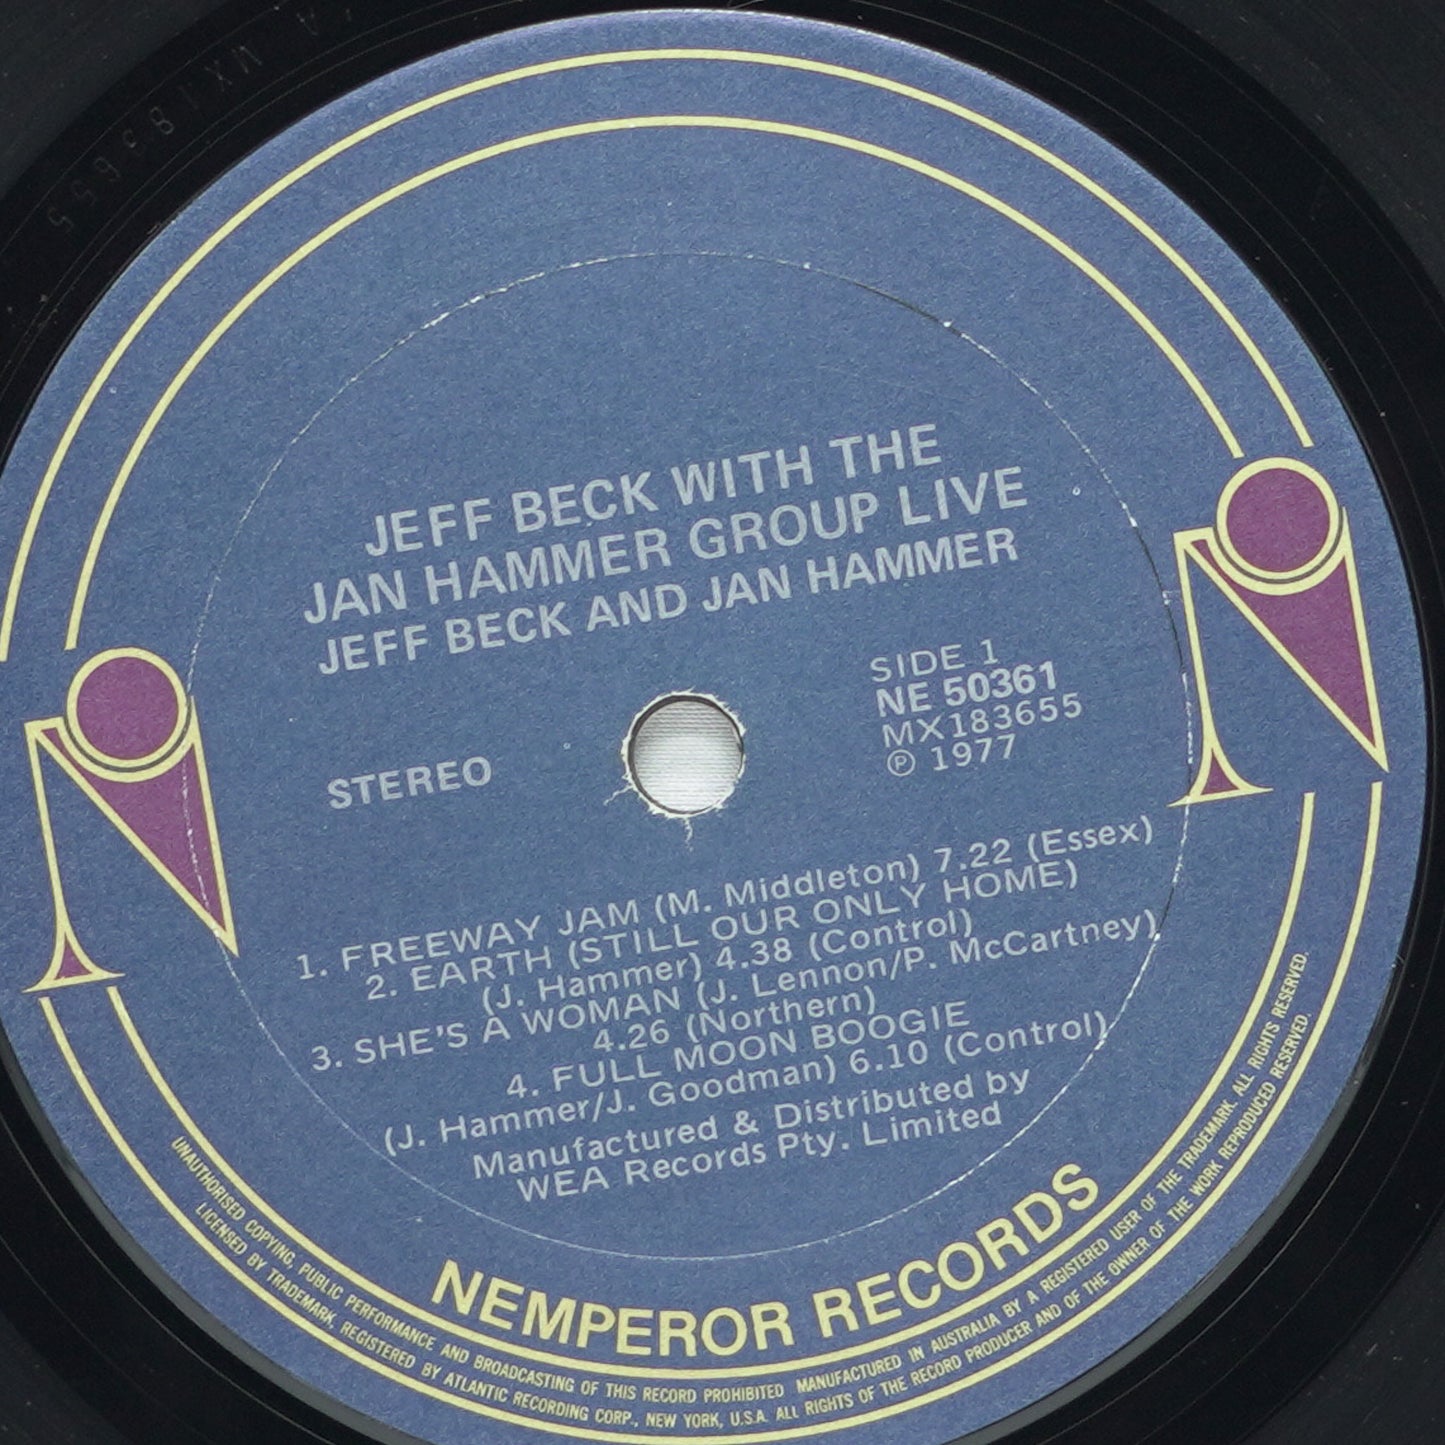 JEFF BECK WITH THE
JAN HAMMER GROUP LIVE
JEFF BECK AND JAN HAMMER
SIDE 1
NE 50361
MX183655
Ⓟ 1977
STEREO
1. FREEWAY JAM (M. Middleton) 7.22 (Essex)
2. EARTH (STILL OUR ONLY HOME)
(J. Hammer) 4.38 (Control)
3. SHE'S A WOMAN (J. Lennon/P. McCartney)
4.26 (Northern)
4. FULL MOON BOOGIE
(J. Hammer/J. Goodman) 6.10 (Control)
Manufactured & Distributed by
WEA Records Pty. Limited
NEMPEROR RECORDS
UNAUTHORISED COPYING, PUBLIC PERFORMANCE AND BROADCASTING OF THIS RECORD PROHIBITED MANUFACTURED IN AUSTRALIA BY A REGISTERED USER OF THE TRADEMARK. ALL RIGHTS RESERVED.
LICENSED BY TRADEMARK, REGISTERED BY ATLANTIC RECORDING CORP., NEW YORK, U.S.A. ALL RIGHTS OF THE RECORD PRODUCER AND OF THE OWNER OF THE WORK REPRODUCED RESERVED.
MX183655